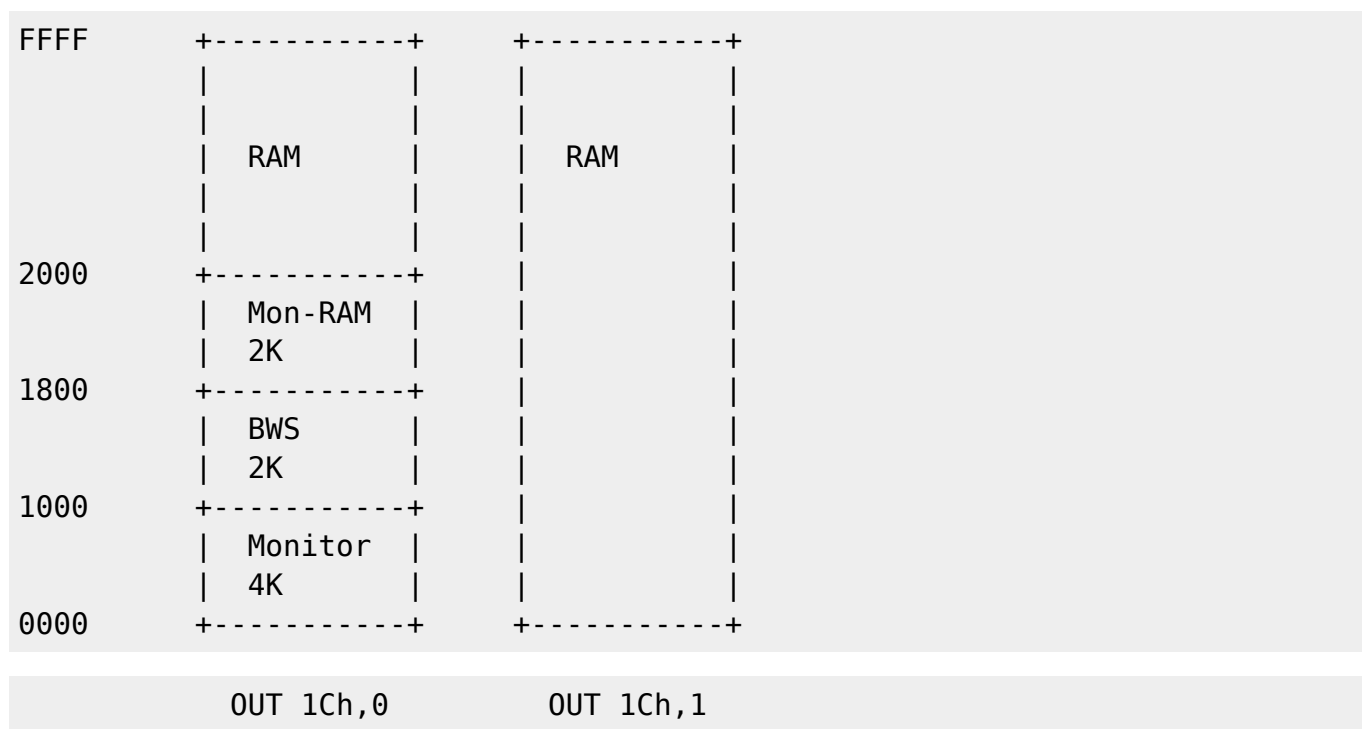 FFFF       +-----------+     +-----------+
           |           |     |           |
           |           |     |           |
           |  RAM      |     |  RAM      |
           |           |     |           |
           |           |     |           |
2000       +-----------+     |           |
           |  Mon-RAM  |     |           |
           |  2K       |     |           |
1800       +-----------+     |           |
           |  BWS      |     |           |
           |  2K       |     |           |
1000       +-----------+     |           |
           |  Monitor  |     |           |
           |  4K       |     |           |
0000       +-----------+     +-----------+
            OUT 1Ch,0         OUT 1Ch,1